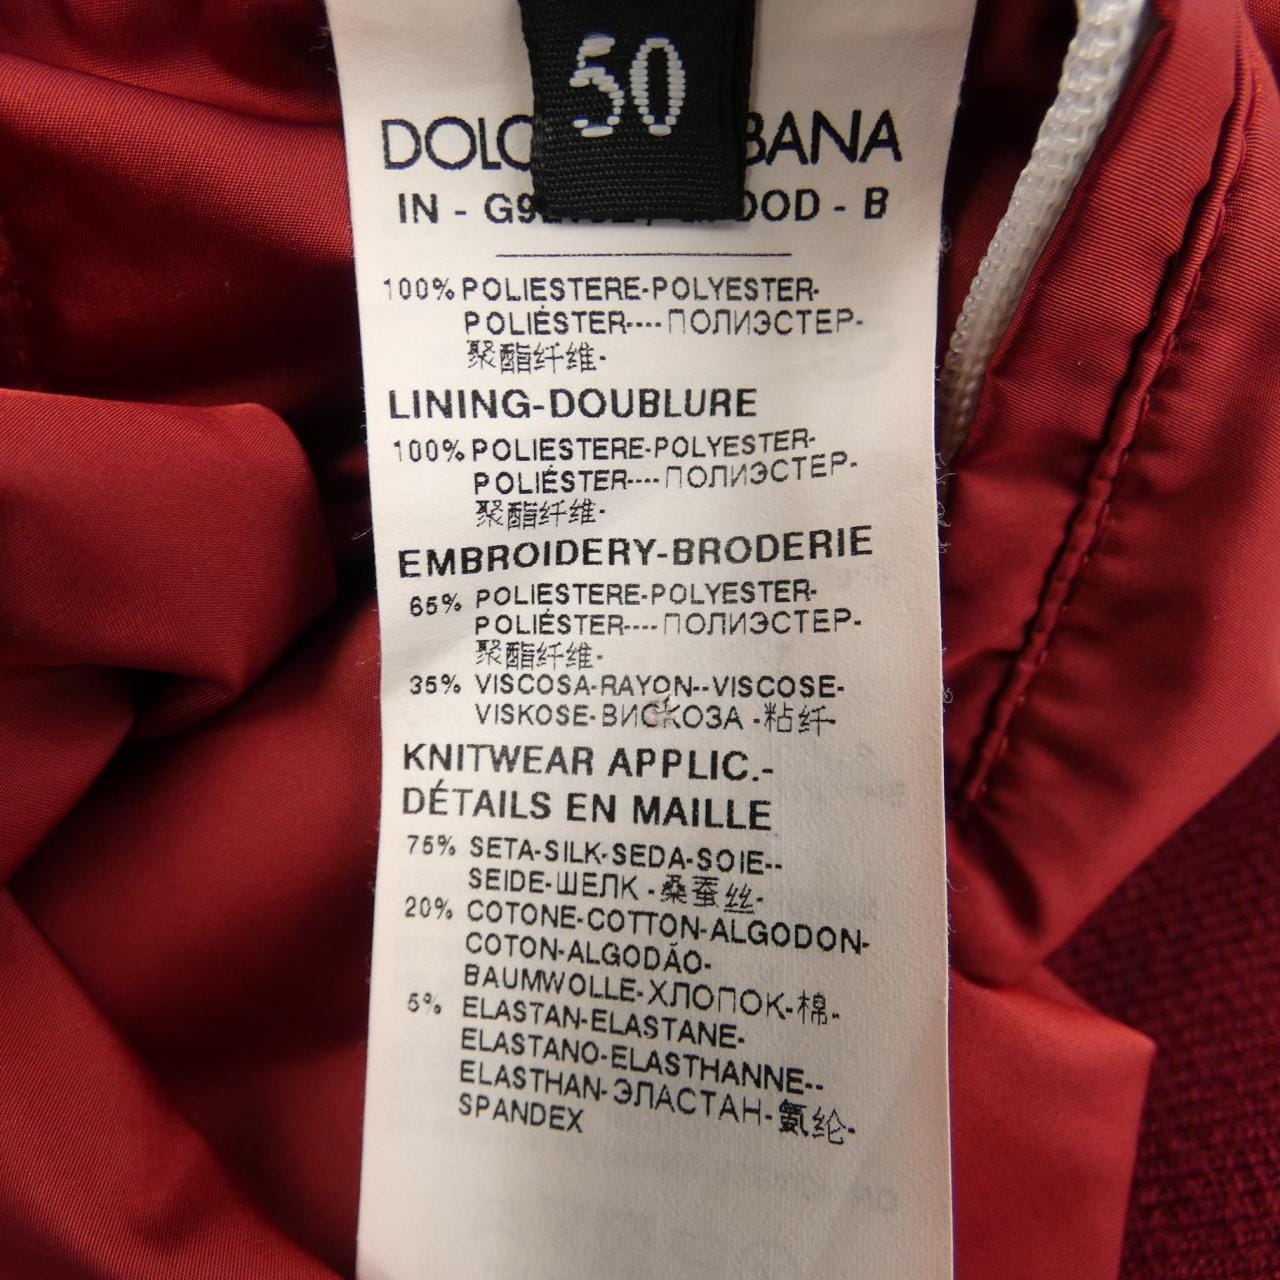 50
IN - OOD - B
100% POLIESTERE-POLYESTER-
POLIÉSTER----ПОЛИЭСТЕР-
聚酯纤维-
LINING-DOUBLURE
100% POLIESTERE-POLYESTER-
POLIÉSTER----ПОЛИЭСТЕР-
聚酯纤维-
EMBROIDERY-BRODERIE
65% POLIESTERE-POLYESTER-
POLIÉSTER----ПОЛИЭСТЕР-
聚酯纤维-
35% VISCOSA-RAYON--VISCOSE-
VISKOSE-ВИСКОЗА -粘纤-
KNITWEAR APPLIC.-
DÉTAILS EN MAILLE
75% SETA-SILK-SEDA-SOIE--
SEIDE-ШЕЛК -桑蚕丝-
20% COTONE-COTTON-ALGODON-
COTON-ALGODÃO-
BAUMWOLLE-ХЛОПОК-棉-
5% ELASTAN-ELASTANE-
ELASTANO-ELASTHANNE--
ELASTHAN-ЭЛАСТАН-氨纶-
SPANDEX